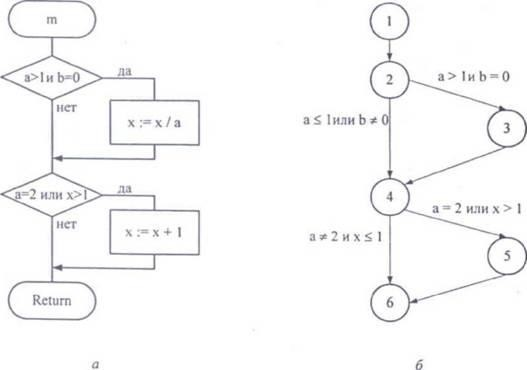 m
a>1и b=0
да
нет
x := x / a
a=2 или x>1
да
нет
x := x + 1
Return
а
1
2
a > 1и b = 0
a ≤ 1или b ≠ 0
3
4
a = 2 или x > 1
a ≠ 2 и x ≤ 1
5
6
б